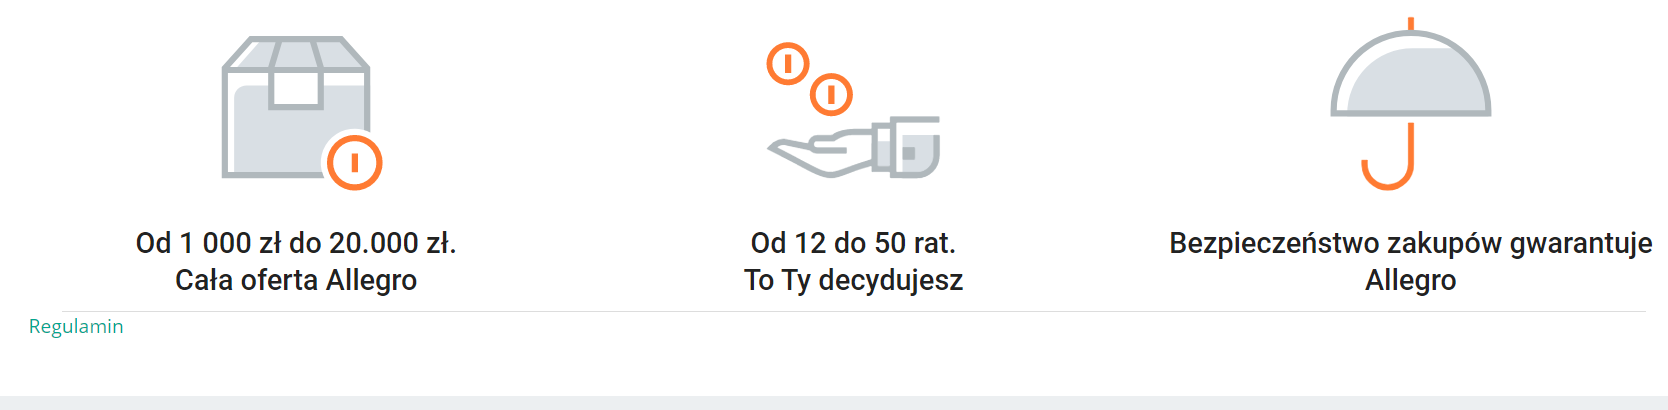 Od 1 000 zł do 20.000 zł.
Cała oferta Allegro
Od 12 do 50 rat.
To Ty decydujesz
Bezpieczeństwo zakupów gwarantuje
Allegro
Regulamin